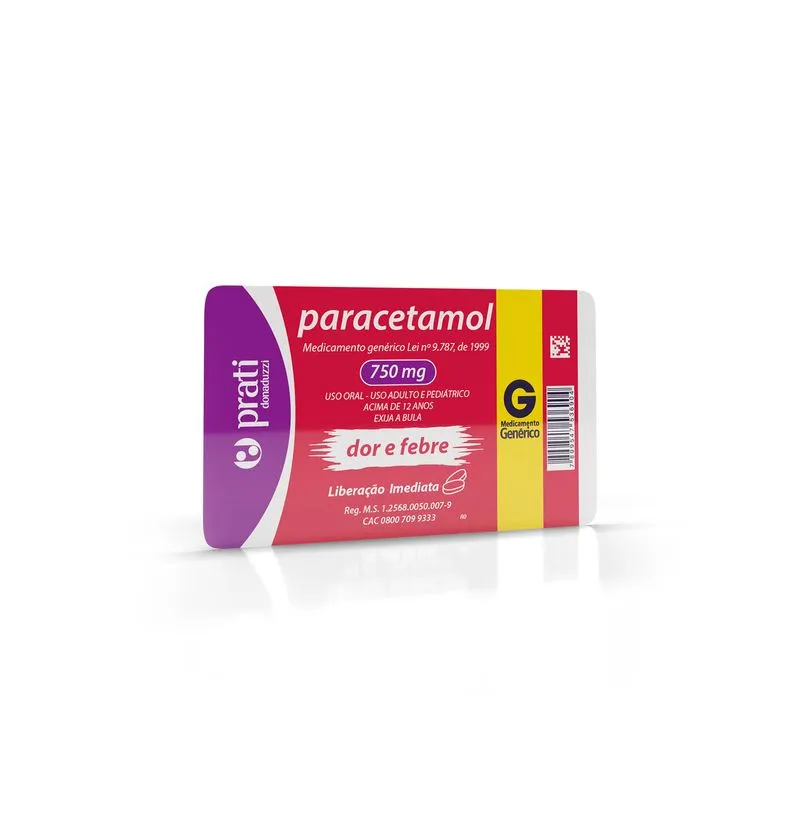 prati
donaduzzi
paracetamol
Medicamento genérico Lei nº 9.787, de 1999
750 mg
USO ORAL - USO ADULTO E PEDIÁTRICO
ACIMA DE 12 ANOS
EXIJA A BULA
dor e febre
Liberação Imediata
Reg. M.S. 1.2568.0050.007-9
CAC 0800 709 9333
G
Medicamento
Genérico